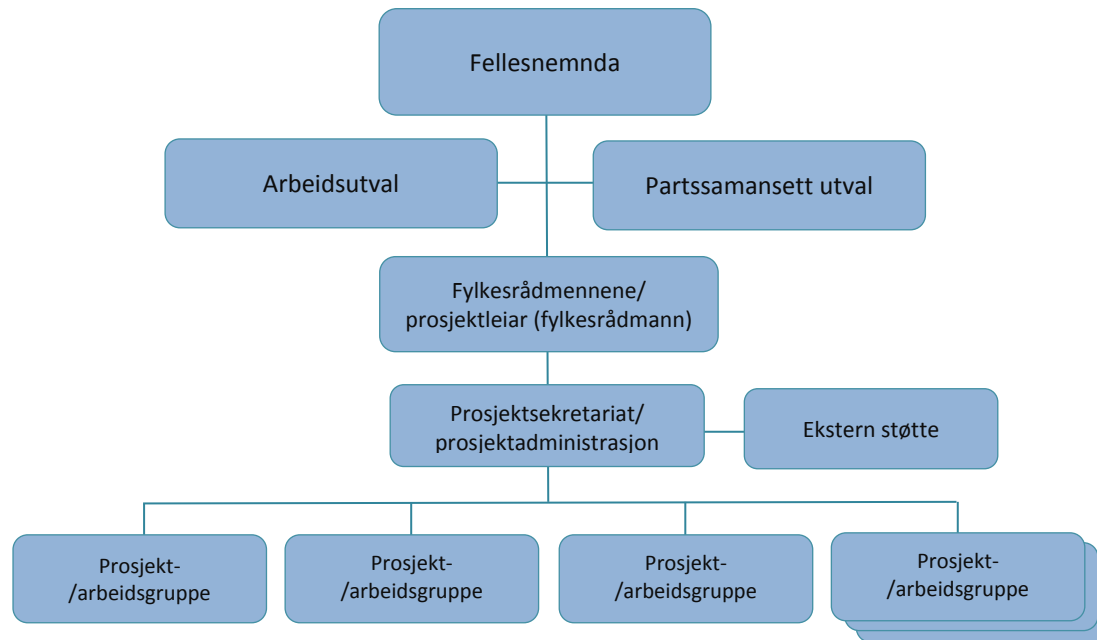 Fellesnemnda
Arbeidsutval
Partssamansett utval
Fylkesrådmennene/
prosjektleiar (fylkesrådmann)
Prosjektsekretariat/
prosjektadministrasjon
Ekstern støtte
Prosjekt-
/arbeidsgruppe
Prosjekt-
/arbeidsgruppe
Prosjekt-
/arbeidsgruppe
Prosjekt-
/arbeidsgruppe